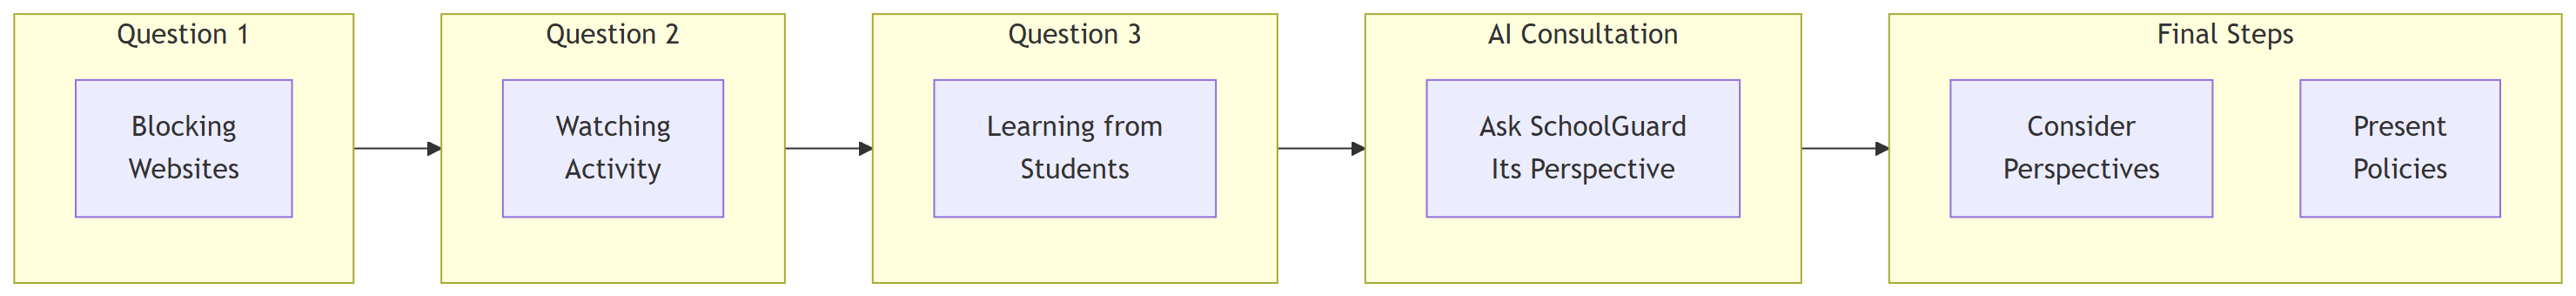 Question 1
Blocking
Websites
Question 2
Watching
Activity
Question 3
Learning from
Students
AI Consultation
Ask SchoolGuard
Its Perspective
Final Steps
Consider
Perspectives
Present
Policies